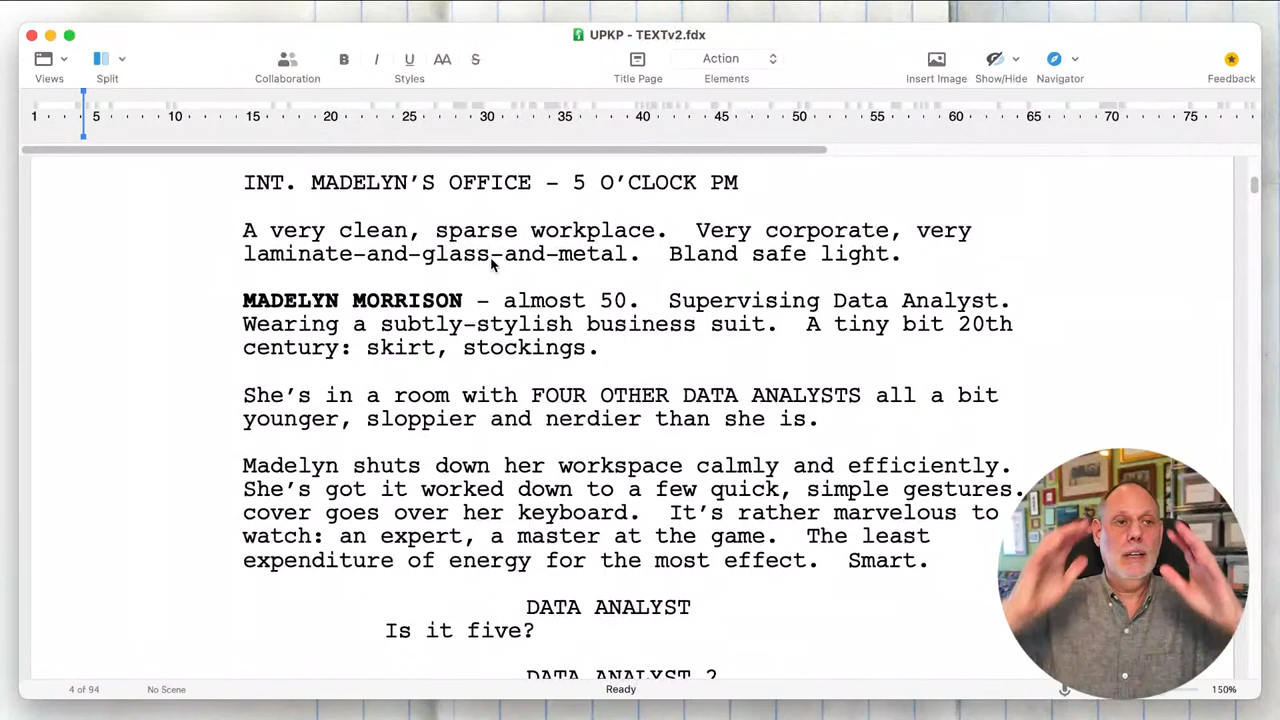 UPKP - TEXTv2.fdx
Action
Views Split Collaboration Styles Title Page Elements Insert Image Show/Hide Navigator Feedback
B I U AA S
1 5 10 15 20 25 30 35 40 45 50 55 60 65 70 75
INT. MADELYN’S OFFICE – 5 O’CLOCK PM
A very clean, sparse workplace.  Very corporate, very
laminate-and-glass-and-metal.  Bland safe light.
MADELYN MORRISON – almost 50.  Supervising Data Analyst.
Wearing a subtly-stylish business suit.  A tiny bit 20th
century: skirt, stockings.
She’s in a room with FOUR OTHER DATA ANALYSTS all a bit
younger, sloppier and nerdier than she is.
Madelyn shuts down her workspace calmly and efficiently.
She’s got it worked down to a few quick, simple gestures.
cover goes over her keyboard.  It’s rather marvelous to
watch: an expert, a master at the game.  The least
expenditure of energy for the most effect.  Smart.
DATA ANALYST
Is it five?
DATA ANALYST 2
4 of 94 No Scene Ready 150%